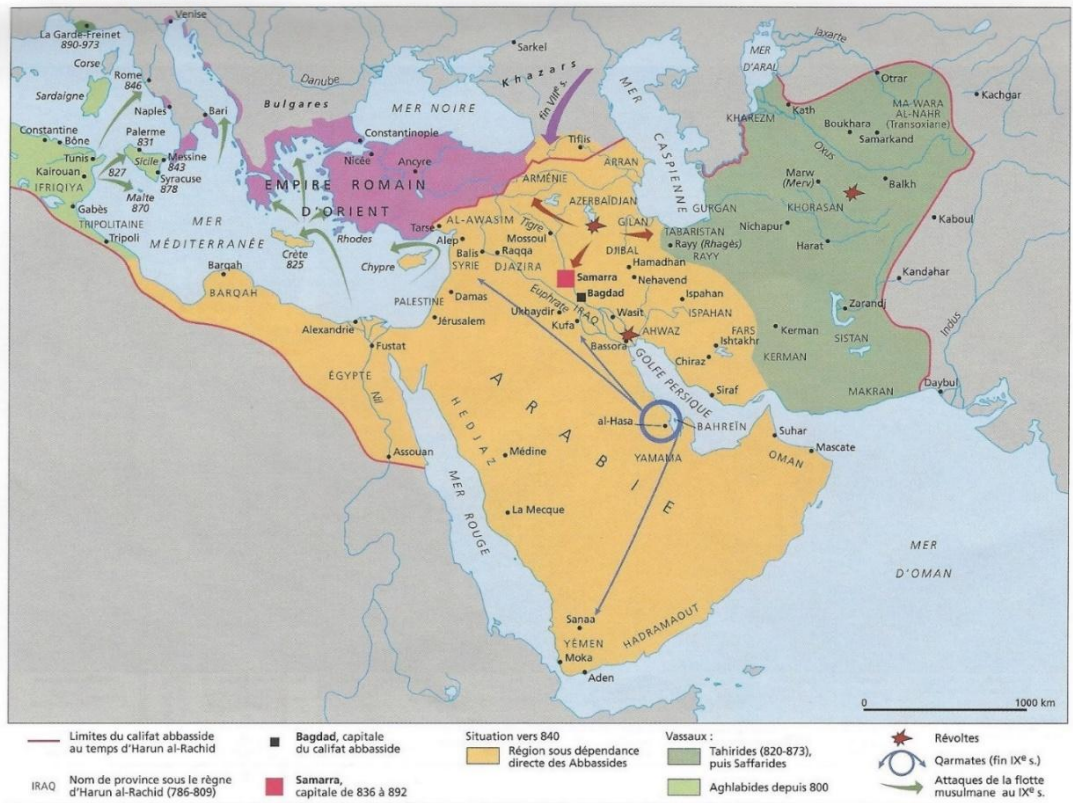 Venise
La Garde-Freinet
890-973
Corse
Rome
846
Sardaigne
Naples
Bari
Constantine
Bône
Tunis
Kairouan
IFRIQIYA
Palerme
831
Sicile
Messine
843
Syracuse
878
827
Malte
870
Gabès
TRIPOLITAINE
Tripoli
MER
MÉDITERRANÉE
Danube
Bulgares
MER NOIRE
Sarkel
Khazars
fin VIIIe s.
Constantinople
Nicée
Ancyre
EMPIRE ROMAIN
D'ORIENT
Rhodes
Crète
825
Chypre
Barqah
BARQAH
Alexandrie
Fustat
ÉGYPTE
Nil
Assouan
MER
CASPIENNE
Tiflis
ARRAN
ARMÉNIE
AZERBAÏDJAN
GILAN
Tarse
AL-AWASIM
Alep
Balis
Raqqa
SYRIE
DJAZIRA
Tigre
Mossoul
DJIBAL
Hamadhan
Nehavend
Samarra
Bagdad
PALESTINE
Damas
Jérusalem
Euphrate
Ukhaydir
IRAQ
Kufa
Wasit
Bassora
AHWAZ
Ispahan
ISPAHAN
FARS
Ishtakhr
Chiraz
Siraf
GOLFE PERSIQUE
al-Hasa
BAHREÏN
YAMAMA
ARABIE
HEDJAZ
Médine
La Mecque
MER ROUGE
Sanaa
YÉMEN
Moka
Aden
HADRAMAOUT
OMAN
Suhar
Mascate
MER
D'OMAN
MER
D'ARAL
Iaxarte
Otrar
KHAREZM
Kath
MA-WARA
AL-NAHR
(Transoxiane)
Boukhara
Samarkand
Kachgar
Oxus
Marw
(Merv)
Balkh
KHORASAN
GURGAN
TABARISTAN
Rayy (Rhagès)
RAYY
Nichapur
Harat
Kaboul
Kandahar
Zarandj
SISTAN
Kerman
KERMAN
MAKRAN
Indus
Daybul
0 1000 km
Limites du califat abbasside
au temps d'Harun al-Rachid
IRAQ Nom de province sous le règne
d'Harun al-Rachid (786-809)
Bagdad, capitale
du califat abbasside
Samarra,
capitale de 836 à 892
Situation vers 840
Région sous dépendance
directe des Abbassides
Vassaux :
Tahirides (820-873),
puis Saffarides
Aghlabides depuis 800
Révoltes
Qarmates (fin IXe s.)
Attaques de la flotte
musulmane au IXe s.